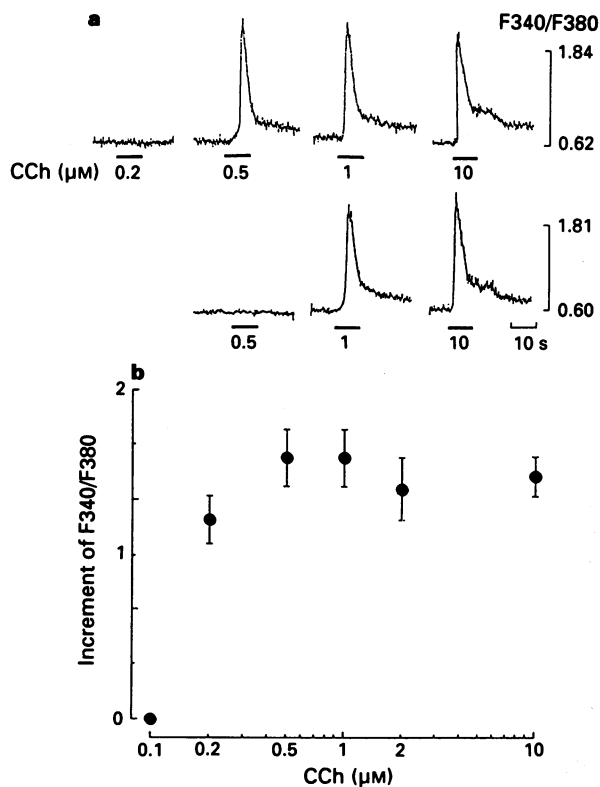 a
F340/F380
1.84
0.62
CCh (µM) 0.2 0.5 1 10
1.81
0.60
0.5 1 10 10 s
b
2
1
0
Increment of F340/F380
0.1 0.2 0.5 1 2 10
CCh (µM)